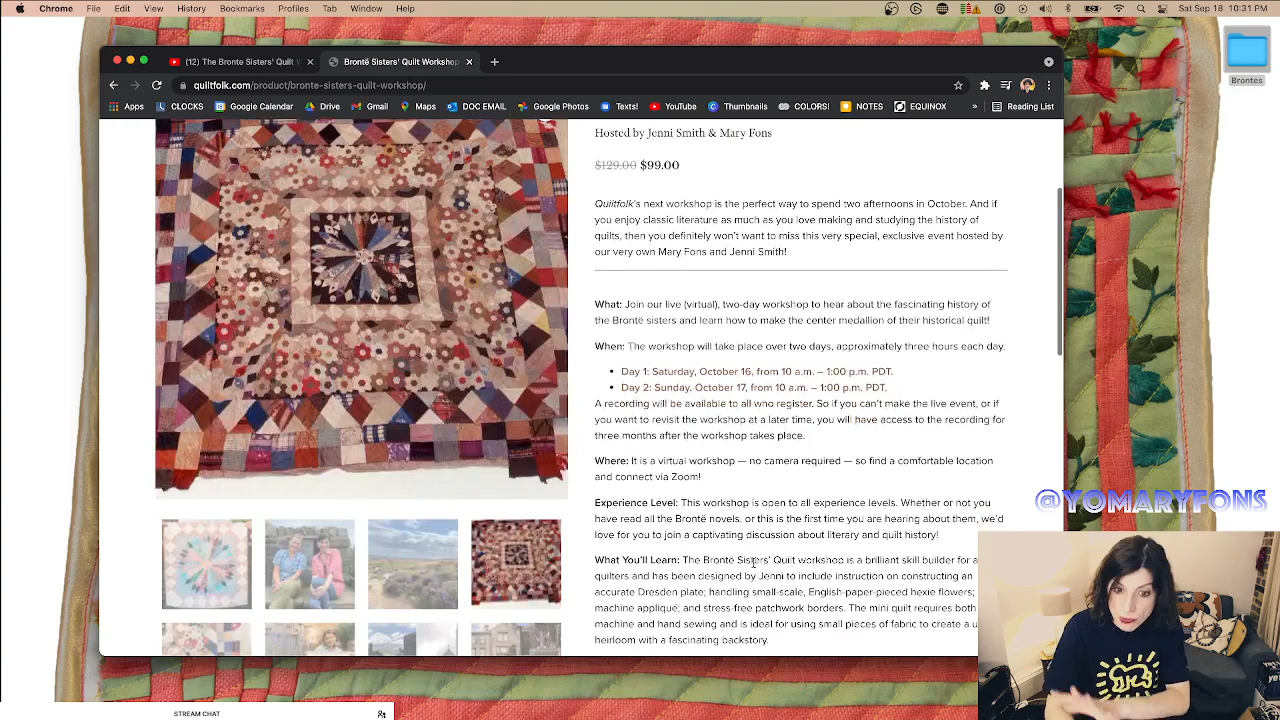 Chrome File Edit View History Bookmarks Profiles Tab Window Help Sat Sep 18 10:31 PM
(12) The Bronte Sisters' Quilt Brontë Sisters' Quilt Workshop
quiltfolk.com/product/bronte-sisters-quilt-workshop/
Apps CLOCKS Google Calendar Drive Gmail Maps DOC EMAIL Google Photos Texts! YouTube Thumbnails COLORS! NOTES EQUINOX » Reading List
Brontes
Hosted by Jenni Smith & Mary Fons
$129.00 $99.00
Quiltfolk's next workshop is the perfect way to spend two afternoons in October. And if
you enjoy classic literature as much as you love making and studying the history of
quilts, then you definitely won't want to miss this very special, exclusive event hosted by
our very own Mary Fons and Jenni Smith!
What: Join our live (virtual), two-day workshop to hear about the fascinating history of
the Brontë sisters and learn how to make the center medallion of their historical quilt!
When: The workshop will take place over two days, approximately three hours each day.
• Day 1: Saturday, October 16, from 10 a.m. – 1:00 p.m. PDT.
• Day 2: Sunday, October 17, from 10 a.m. – 1:00 p.m. PDT.
A recording will be available to all who register. So if you can't make the live event, or if
you want to revisit the workshop at a later time, you will have access to the recording for
three months after the workshop takes place.
Where: It is a virtual workshop — no camera required — so find a comfortable location
and connect via Zoom!
Experience Level: This workshop is open to all experience levels. Whether or not you
have read all the Brontë novels, or this is the first time you are hearing about them, we'd
love for you to join a captivating discussion about literary and quilt history!
What You'll Learn: The Brontë Sisters' Quilt workshop is a brilliant skill builder for a
quilters and has been designed by Jenni to include instruction on constructing an
accurate Dresden plate; handling small-scale, English-paper-pieced hexie flowers;
machine appliqué; and stress-free patchwork borders. The mini quilt requires both
machine and hand sewing and is ideal for using small pieces of fabric to create a u
heirloom with a fascinating backstory.
@YOMARYFONS
STREAM CHAT